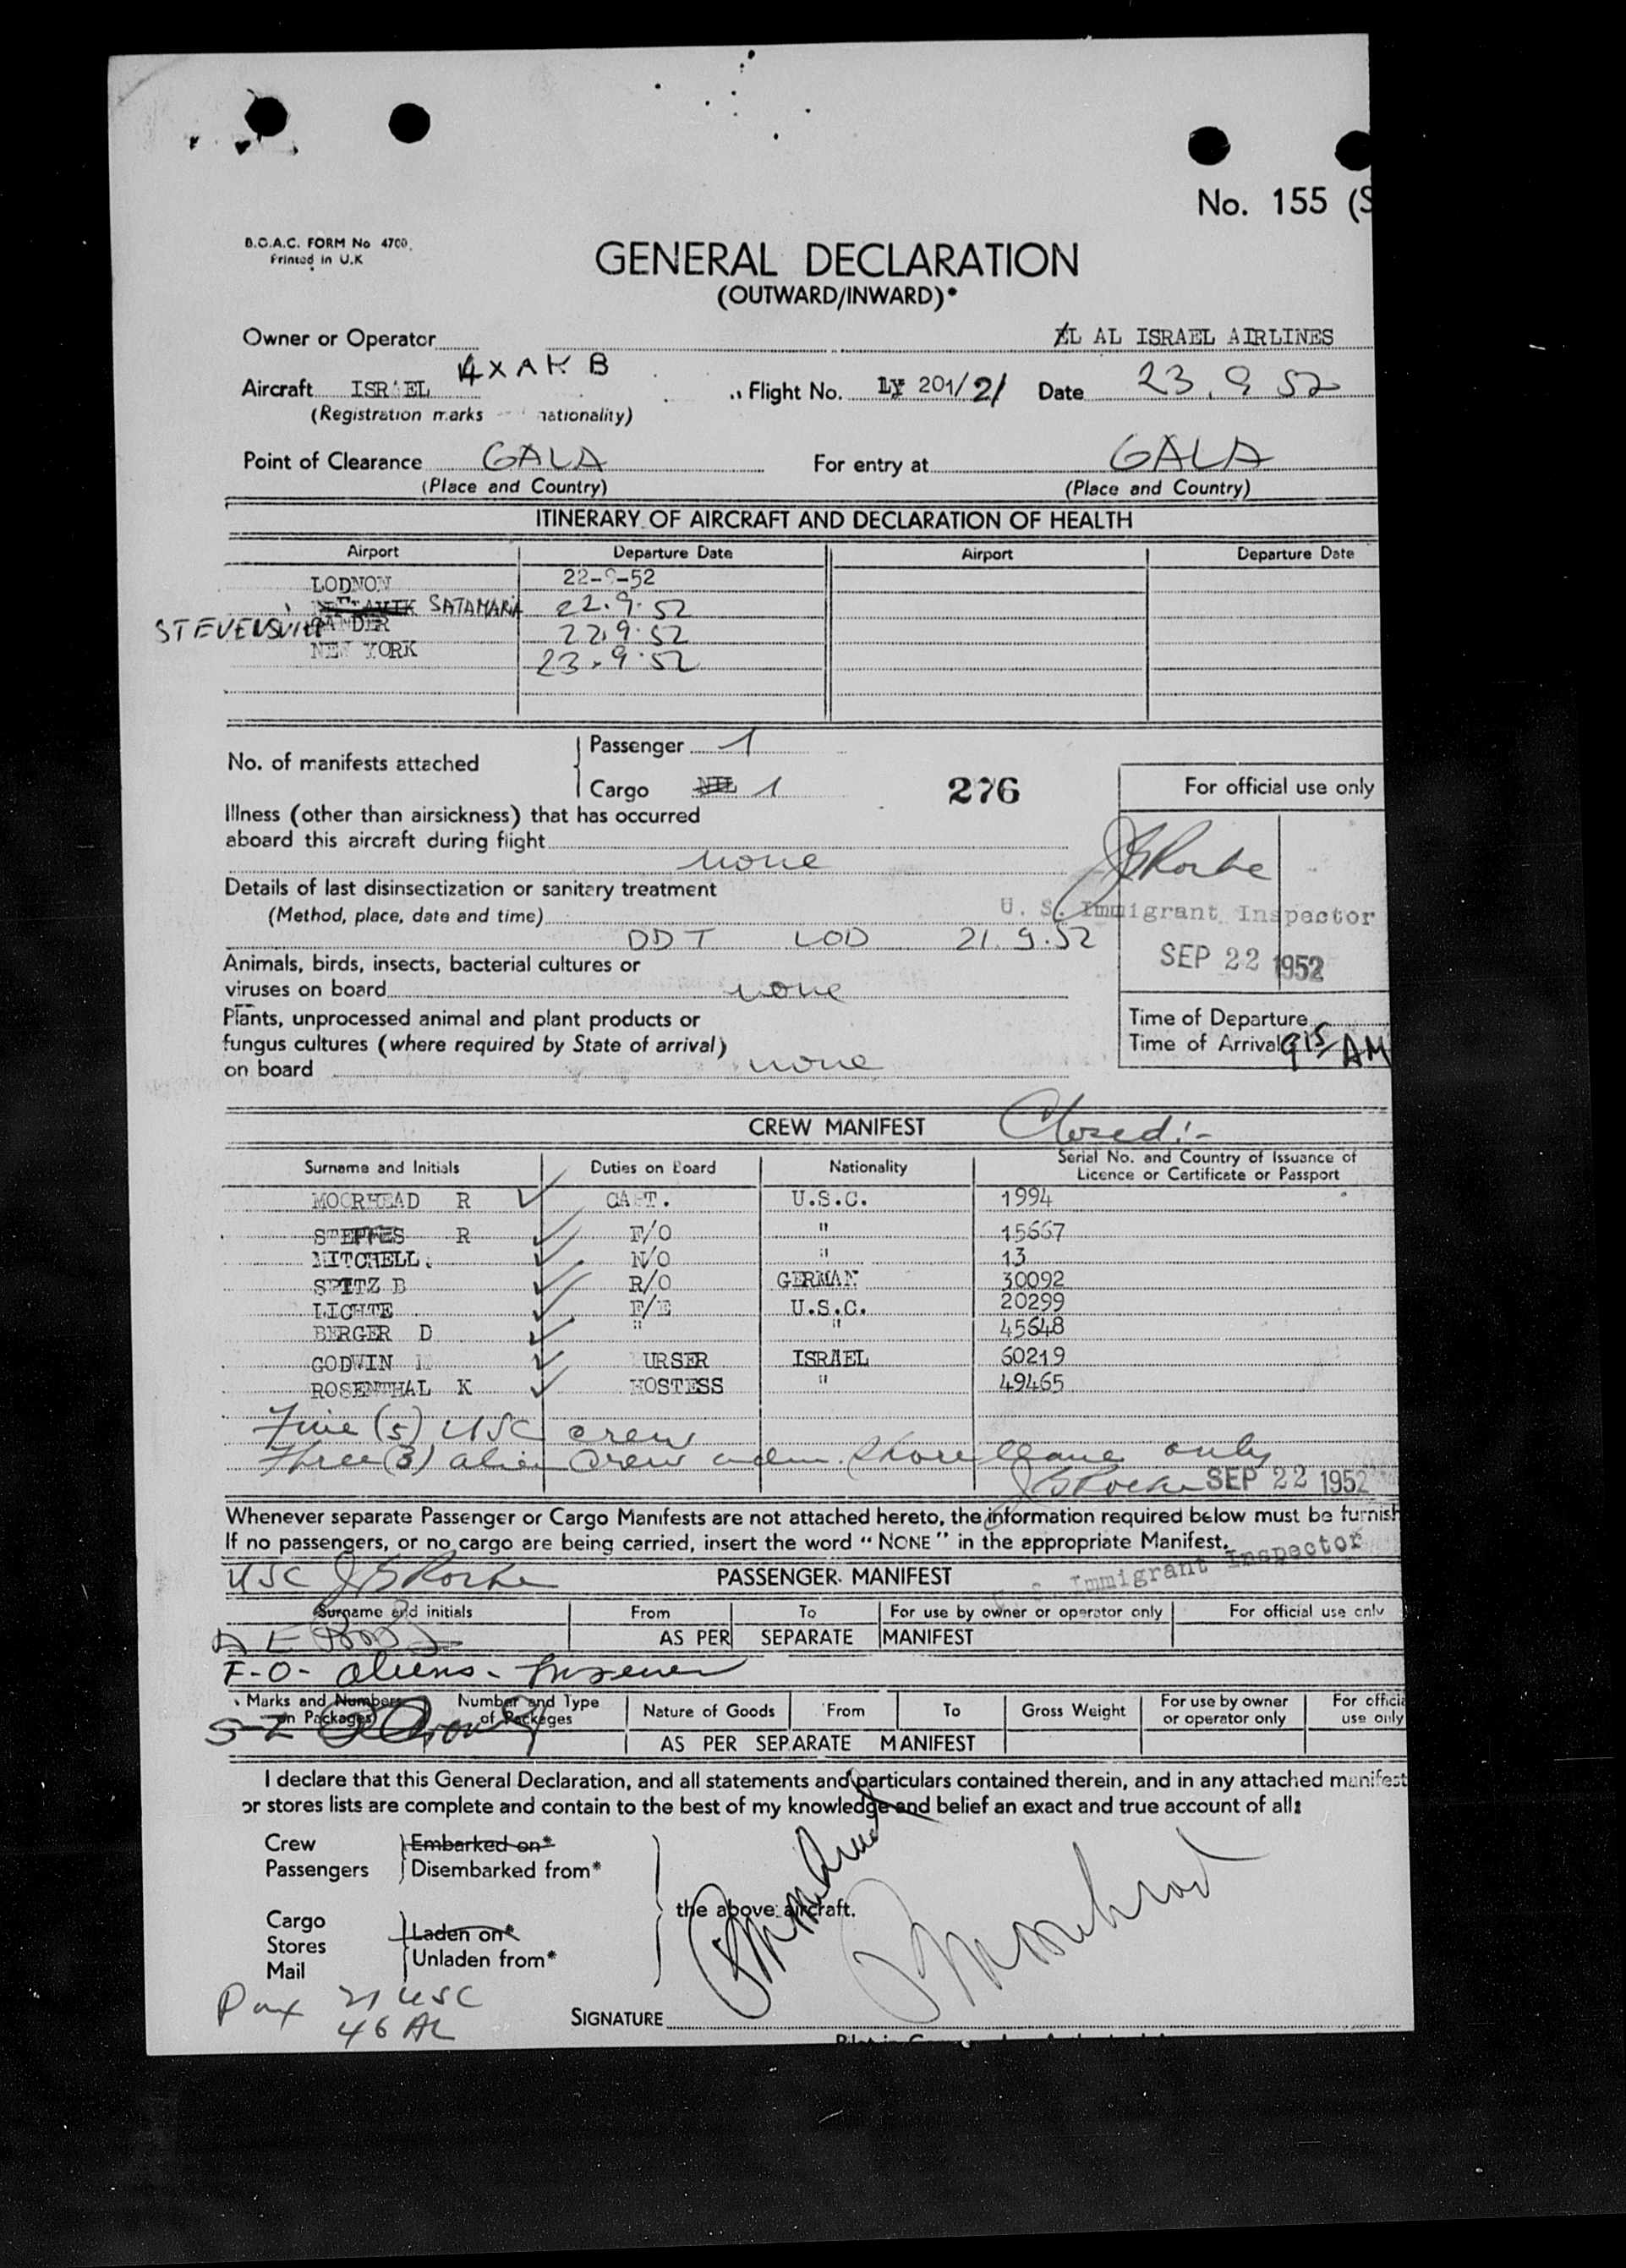 No. 155 (S
B.O.A.C. FORM No 4700.
Printed in U.K
GENERAL DECLARATION
(OUTWARD/INWARD)*
Owner or Operator EL AL ISRAEL AIRLINES
Aircraft ISRAEL 4XAKB Flight No. LY 201/21 Date 23.9 52
(Registration marks nationality)
Point of Clearance GALA For entry at GALA
(Place and Country) (Place and Country)
ITINERARY OF AIRCRAFT AND DECLARATION OF HEALTH
Airport Departure Date Airport Departure Date
LODNON 22-9-52
SATAMARIA 22.9.52
GANDER 22.9.52
NEW YORK 23.9.52
No. of manifests attached
Passenger 1
Cargo NIL 1
276
For official use only
Illness (other than airsickness) that has occurred
aboard this aircraft during flight none
Details of last disinsectization or sanitary treatment
(Method, place, date and time)
U. S. Immigrant Inspector
DDT LOD 21.9.52
SEP 22 1952
Animals, birds, insects, bacterial cultures or
viruses on board none
Plants, unprocessed animal and plant products or
fungus cultures (where required by State of arrival)
on board none
Time of Departure
Time of Arrival 915 AM
CREW MANIFEST Closed:-
Surname and Initials Duties on Board Nationality Serial No. and Country of Issuance of
Licence or Certificate or Passport
MOORHEAD R CAPT. U.S.C. 1994
STEFFES R F/O " 15667
MITCHELL. N/O " 13
SPITZ B R/O GERMAN 30092
LICHTE F/E U.S.C. 20299
BERGER D " " 45648
GODWIN URSER ISRAEL 60219
ROSENTHAL K HOSTESS " 49465
Five (5) USC crew
Three (3) alien crew adm. shore leave only
SEP 22 1952
Whenever separate Passenger or Cargo Manifests are not attached hereto, the information required below must be furnish
If no passengers, or no cargo are being carried, insert the word "NONE" in the appropriate Manifest.
U. S. Immigrant Inspector
USC
PASSENGER MANIFEST
Surname and initials From To For use by owner or operator only For official use only
AS PER SEPARATE MANIFEST
F-O- aliens-
Marks and Numbers on Packages Number and Type of Packages Nature of Goods From To Gross Weight For use by owner or operator only For officia use only
AS PER SEPARATE MANIFEST
I declare that this General Declaration, and all statements and particulars contained therein, and in any attached manifest
or stores lists are complete and contain to the best of my knowledge and belief an exact and true account of all:
Crew Embarked on*
Passengers Disembarked from*
the above aircraft.
Cargo Laden on*
Stores
Unladen from*
Mail
Pax 21 USC
46 AL
SIGNATURE